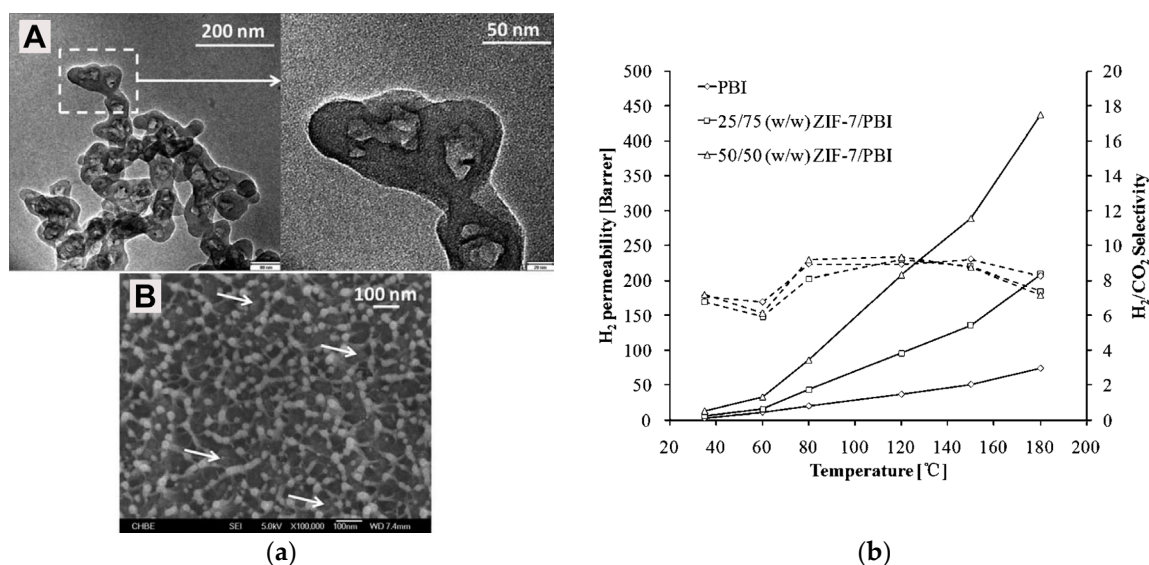 A
200 nm
50 nm
B
100 nm
CHBE SEI 5.0kV X100,000 100nm WD 7.4mm
(a)
H2 permeability [Barrer]
500
450
400
350
300
250
200
150
100
50
0
PBI
25/75 (w/w) ZIF-7/PBI
50/50 (w/w) ZIF-7/PBI
20
18
16
14
12
10
8
6
4
2
0
H2/CO2 Selectivity
20 40 60 80 100 120 140 160 180 200
Temperature [℃]
(b)